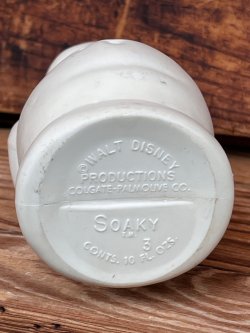 © WALT DISNEY
PRODUCTIONS
COLGATE-PALMOLIVE CO.
SOAKY
T.M.
3
CONTS. 10 FL. OZS.